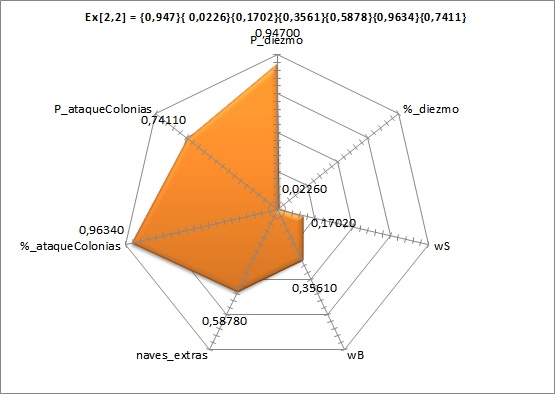 Ex[2,2] = {0,947}{ 0,0226}{0,1702}{0,3561}{0,5878}{0,9634}{0,7411}
0,94700
P_diezmo
P_ataqueColonias
%_diezmo
0,74110
0,02260
0,17020
0,96340
%_ataqueColonias
wS
0,35610
0,58780
naves_extras
wB